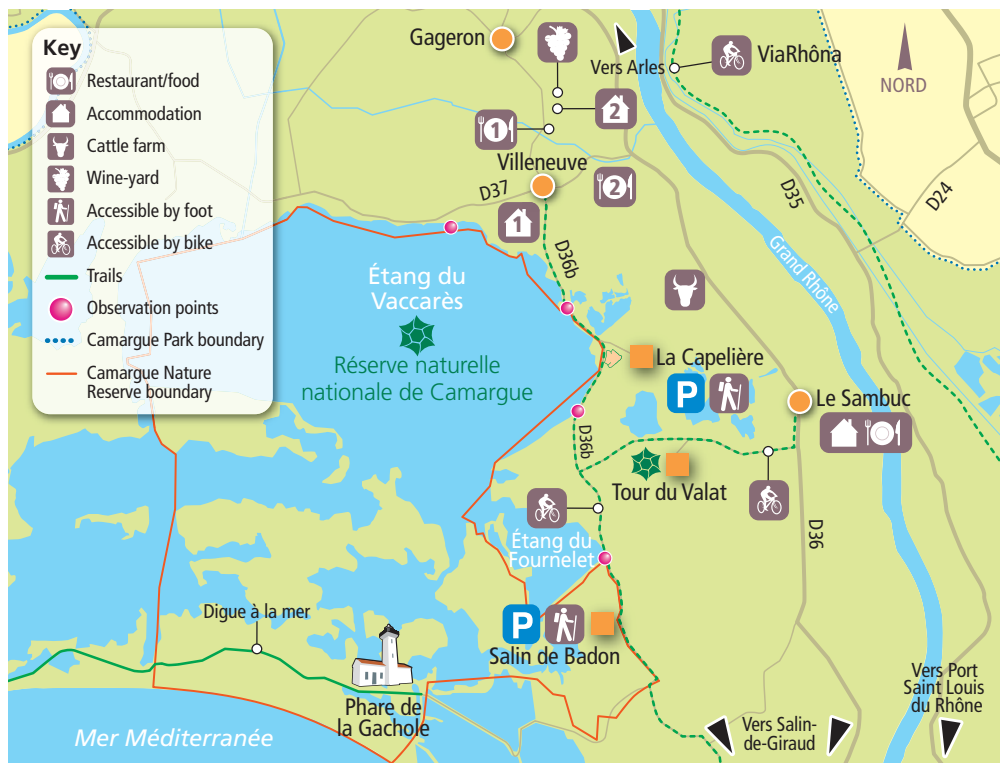 Key
Restaurant/food
Accommodation
Cattle farm
Wine-yard
Accessible by foot
Accessible by bike
Trails
Observation points
Camargue Park boundary
Camargue Nature
Reserve boundary
Gageron
Vers Arles
ViaRhôna
NORD
2
1
Villeneuve
2
D37
1
D36b
D35
D24
Grand Rhône
Étang du
Vaccarès
Réserve naturelle
nationale de Camargue
La Capelière
P
Le Sambuc
D36b
Tour du Valat
D36
Étang du
Fournelet
P
Salin de Badon
Digue à la mer
Phare de
la Gachole
Mer Méditerranée
Vers Salin-
de-Giraud
Vers Port
Saint Louis
du Rhône